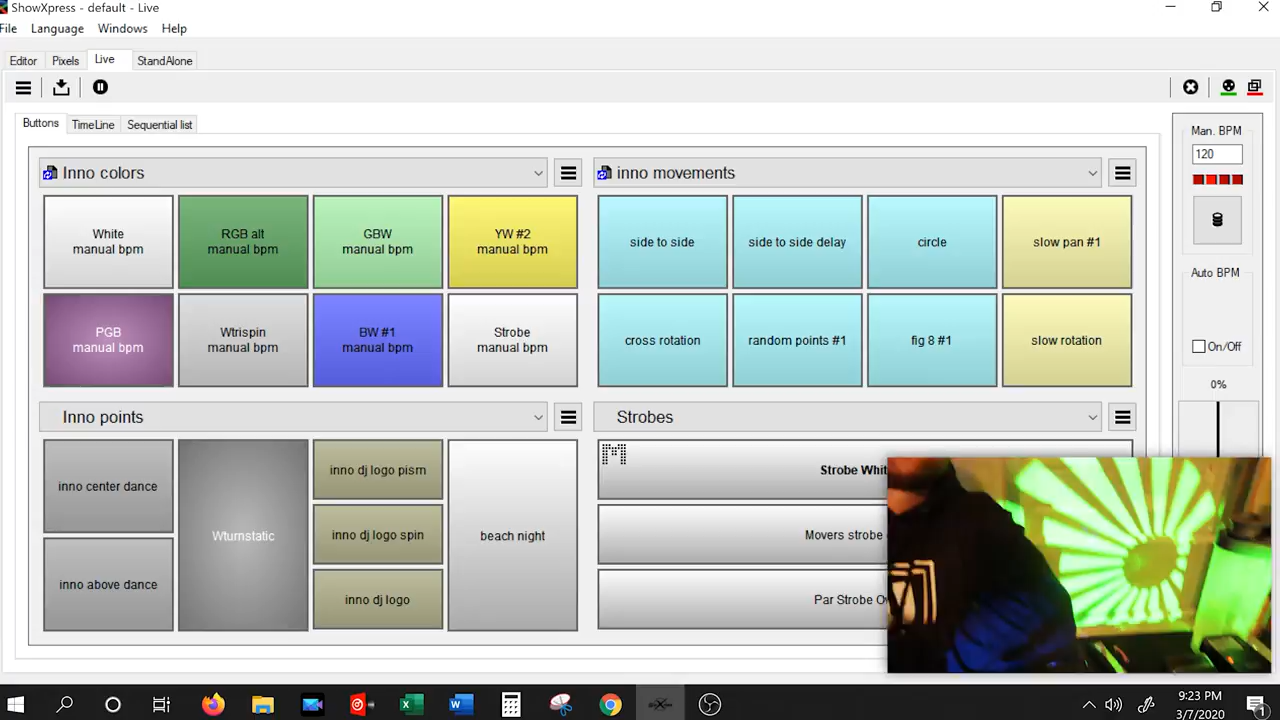 ShowXpress - default - Live
File Language Windows Help
Editor Pixels Live StandAlone
Buttons TimeLine Sequential list
Inno colors
White
manual bpm
RGB alt
manual bpm
GBW
manual bpm
YW #2
manual bpm
PGB
manual bpm
Wtrispin
manual bpm
BW #1
manual bpm
Strobe
manual bpm
inno movements
side to side
side to side delay
circle
slow pan #1
cross rotation
random points #1
fig 8 #1
slow rotation
Inno points
inno center dance
inno above dance
Wturnstatic
inno dj logo pism
inno dj logo spin
inno dj logo
beach night
Strobes
M
Strobe Whit
Movers strobe
Par Strobe
Man. BPM
120
Auto BPM
On/Off
0%
9:23 PM
3/7/2020
1